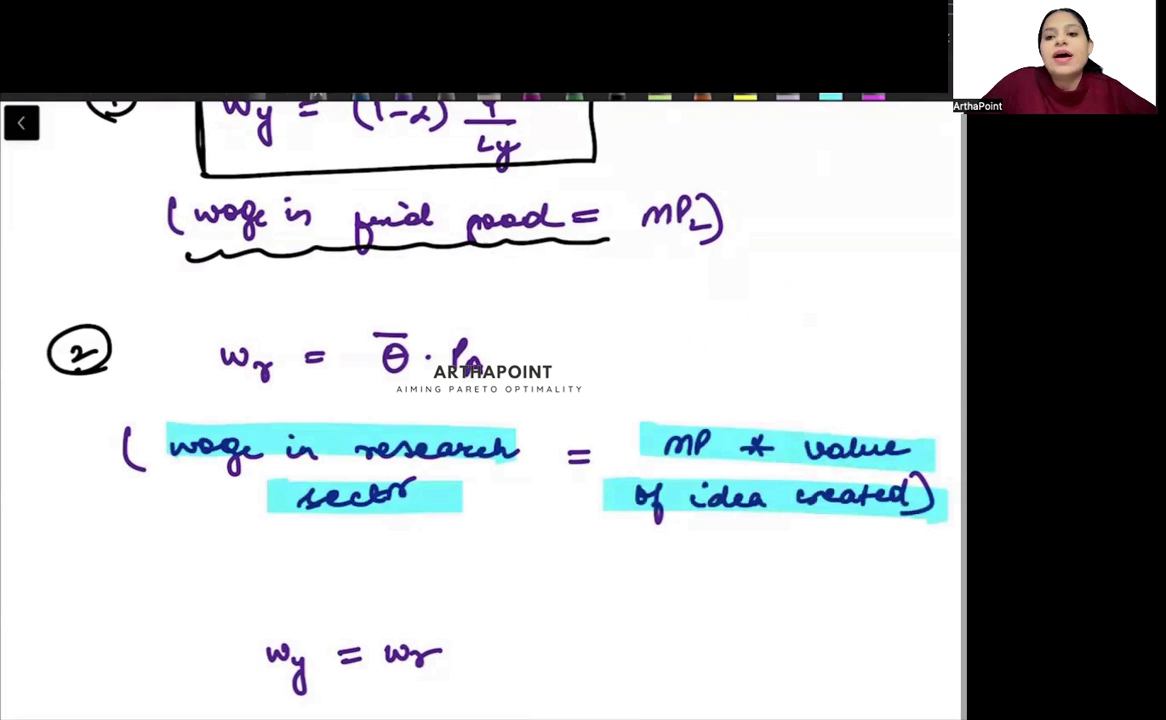 ArthaPoint
1
wy = (1-α) Y/Ly
(wage in final good = MPL)
2
wr = θ̄ · PA
ARTHAPOINT
AIMING PARETO OPTIMALITY
(wage in research = MP * value
sector of idea created)
wy = wr